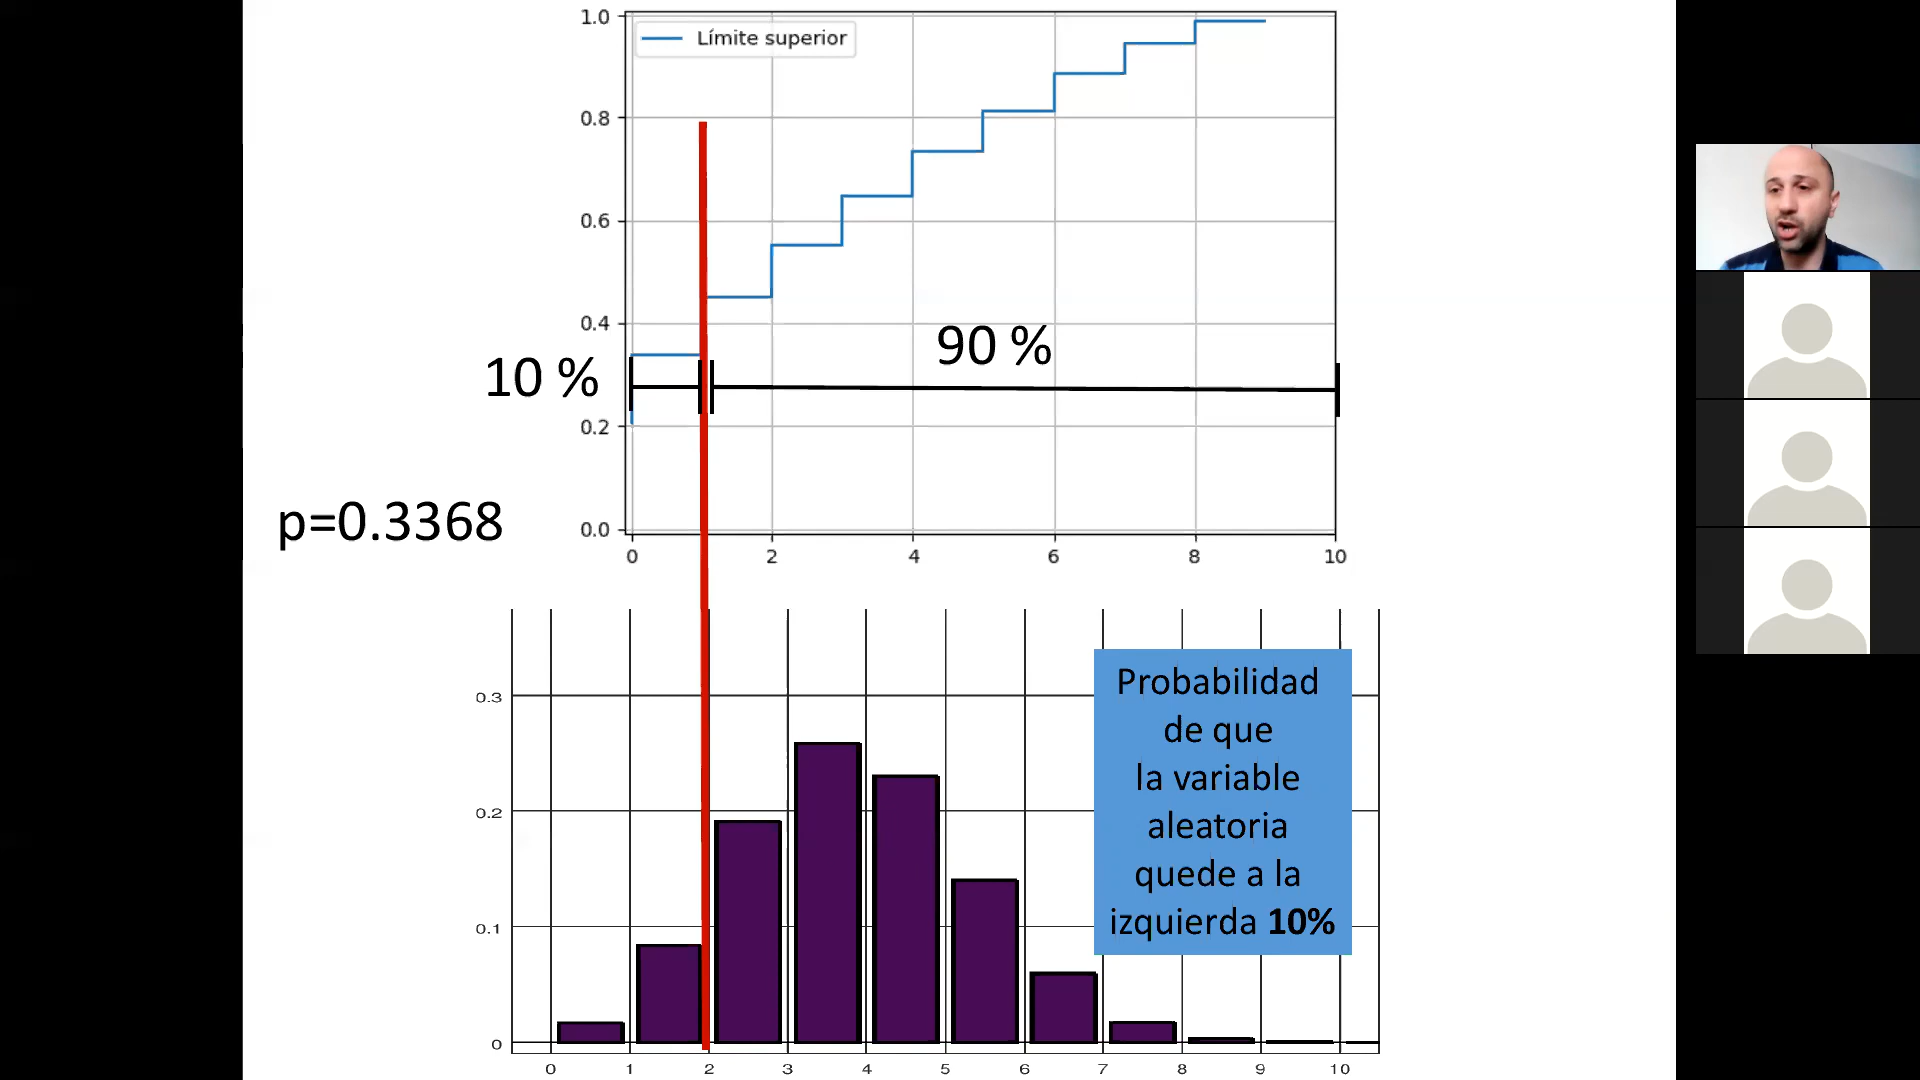 1.0
Límite superior
0.8
0.6
0.4
90 %
10 %
0.2
p=0.3368
0.0
0 2 4 6 8 10
0.3
Probabilidad
de que
la variable
aleatoria
quede a la
izquierda 10%
0.2
0.1
0
0 1 2 3 4 5 6 7 8 9 10